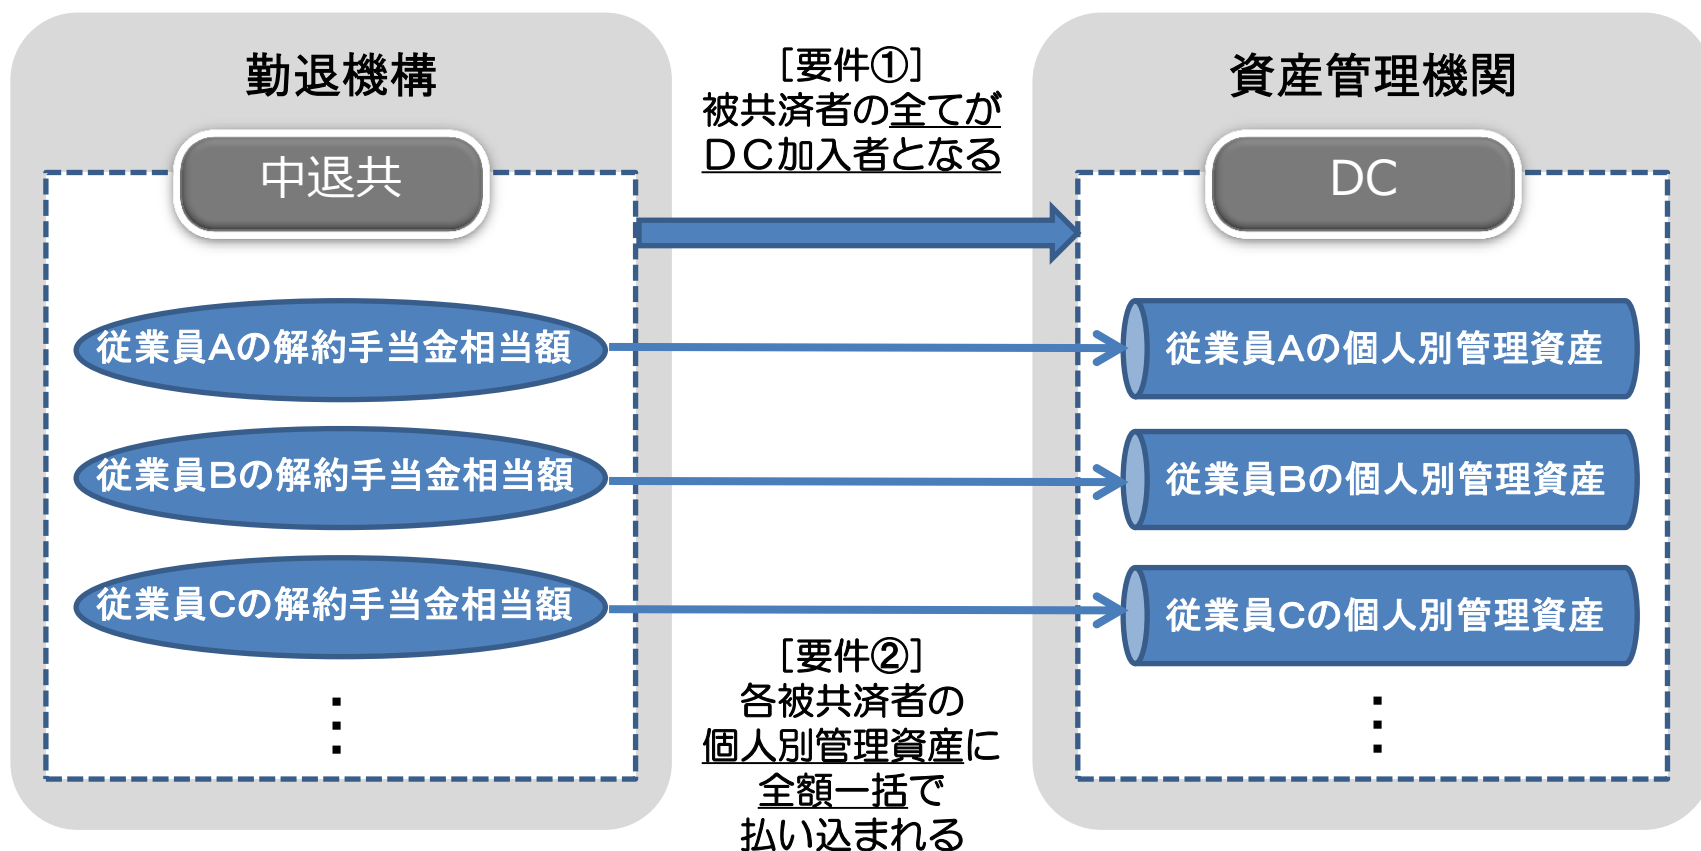 勤退機構
中退共
従業員Aの解約手当金相当額
従業員Bの解約手当金相当額
従業員Cの解約手当金相当額
［要件①］
被共済者の全てが
ＤＣ加入者となる
［要件②］
各被共済者の
個人別管理資産に
全額一括で
払い込まれる
資産管理機関
DC
従業員Aの個人別管理資産
従業員Bの個人別管理資産
従業員Cの個人別管理資産